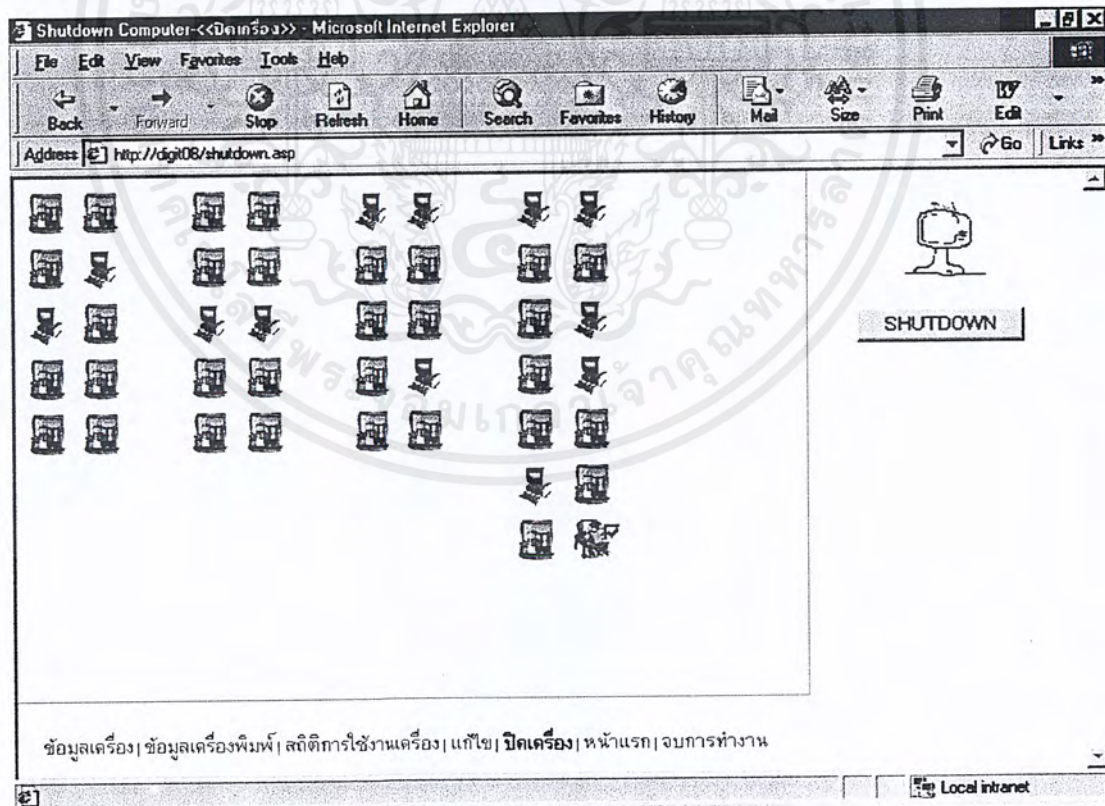 Shutdown Computer-<<ปิดเครื่อง>> - Microsoft Internet Explorer
File Edit View Favorites Tools Help
Back Forward Stop Refresh Home Search Favorites History Mail Size Print Edit
Address http://digit08/shutdown.asp Go Links »
SHUTDOWN
ข้อมูลเครื่อง | ข้อมูลเครื่องพิมพ์ | สถิติการใช้งานเครื่อง | แก้ไข | ปิดเครื่อง | หน้าแรก | จบการทำงาน
Local intranet